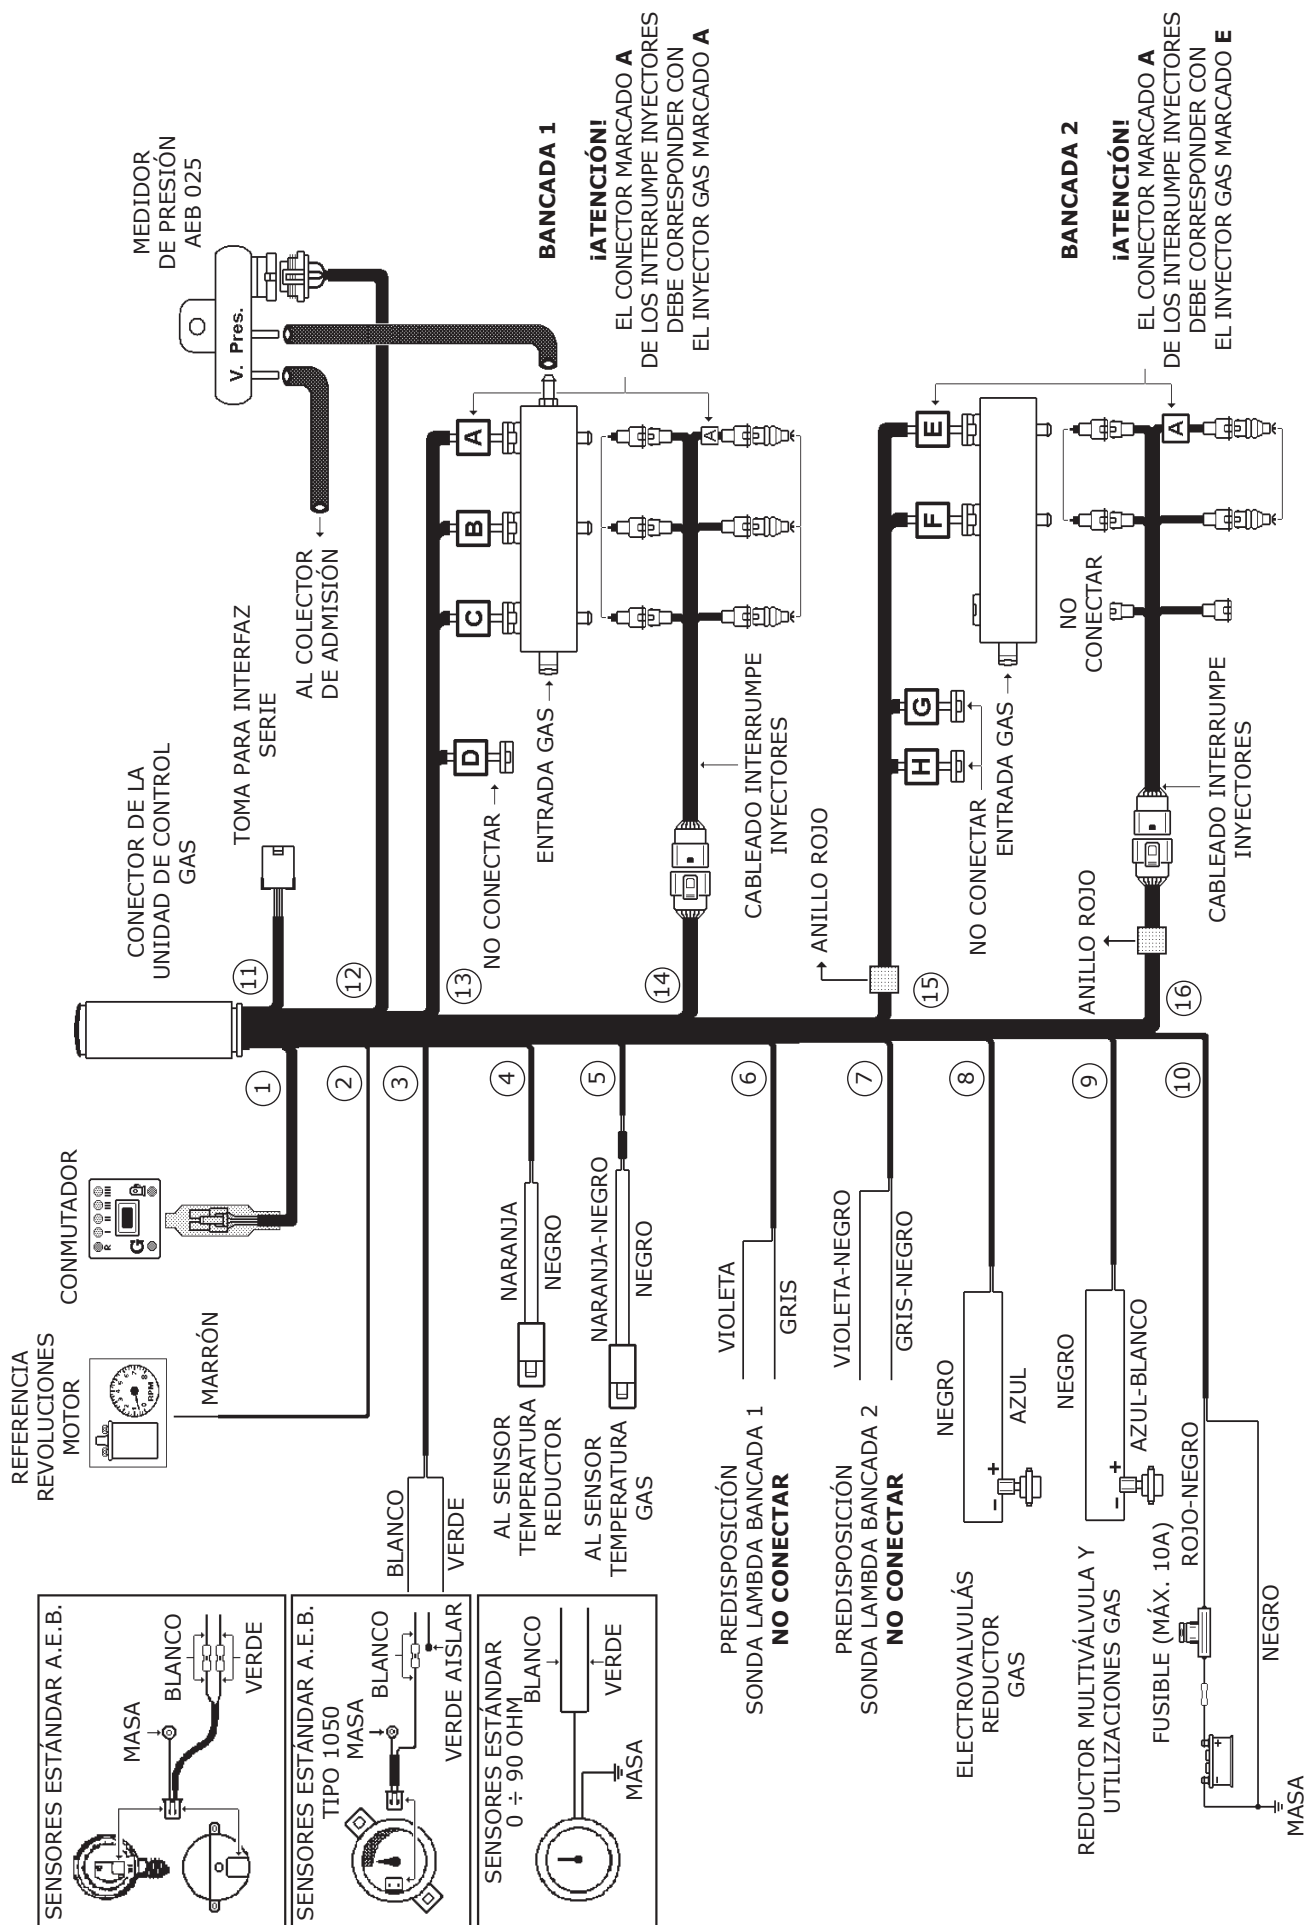 SENSORES ESTÁNDAR A.E.B.
MASA
BLANCO
VERDE
SENSORES ESTÁNDAR A.E.B.
TIPO 1050
MASA
BLANCO
VERDE AISLAR
SENSORES ESTÁNDAR
0 ÷ 90 OHM
BLANCO
VERDE
MASA
REFERENCIA
REVOLUCIONES
MOTOR
RPM
MARRÓN
CONMUTADOR
R I II III IIII
CONECTOR DE LA
UNIDAD DE CONTROL
GAS
TOMA PARA INTERFAZ
SERIE
MEDIDOR
DE PRESIÓN
AEB 025
V. Pres.
AL COLECTOR
DE ADMISIÓN
1
2
3
4
5
6
7
8
9
10
11
12
13
14
15
16
BLANCO
VERDE
AL SENSOR
TEMPERATURA
REDUCTOR
NARANJA
NEGRO
AL SENSOR
TEMPERATURA
GAS
NARANJA-NEGRO
NEGRO
PREDISPOSICIÓN
SONDA LAMBDA BANCADA 1
NO CONECTAR
VIOLETA
GRIS
PREDISPOSICIÓN
SONDA LAMBDA BANCADA 2
NO CONECTAR
VIOLETA-NEGRO
GRIS-NEGRO
ELECTROVALVULÁS
REDUCTOR
GAS
NEGRO
AZUL
− +
REDUCTOR MULTIVÁLVULA Y
UTILIZACIONES GAS
NEGRO
AZUL-BLANCO
− +
FUSIBLE (MÁX. 10A)
ROJO-NEGRO
NEGRO
- +
MASA
D
C
B
A
NO CONECTAR
ENTRADA GAS
A
CABLEADO INTERRUMPE
INYECTORES
BANCADA 1
¡ATENCIÓN!
EL CONECTOR MARCADO A
DE LOS INTERRUMPE INYECTORES
DEBE CORRESPONDER CON
EL INYECTOR GAS MARCADO A
ANILLO ROJO
H
G
F
E
NO CONECTAR
ENTRADA GAS
NO
CONECTAR
A
ANILLO ROJO
CABLEADO INTERRUMPE
INYECTORES
BANCADA 2
¡ATENCIÓN!
EL CONECTOR MARCADO A
DE LOS INTERRUMPE INYECTORES
DEBE CORRESPONDER CON
EL INYECTOR GAS MARCADO E